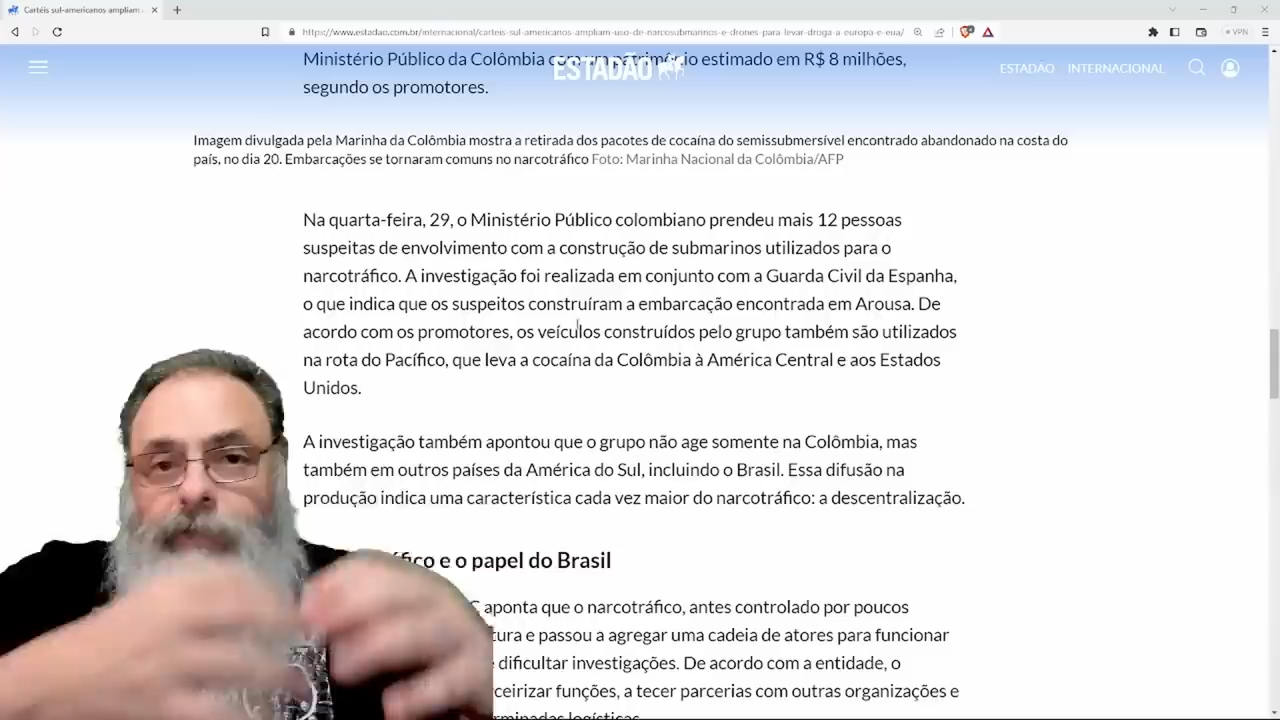 Cartéis sul-americanos ampliam
https://www.estadao.com.br/internacional/carteis-sul-americanos-ampliam-uso-de-narcosubmarinos-e-drones-para-levar-droga-a-europa-e-eua/
VPN
Ministério Público da Colômbia com um patrimônio estimado em R$ 8 milhões,
ESTADÃO
ESTADÃO INTERNACIONAL
segundo os promotores.
Imagem divulgada pela Marinha da Colômbia mostra a retirada dos pacotes de cocaína do semissubmersível encontrado abandonado na costa do
país, no dia 20. Embarcações se tornaram comuns no narcotráfico Foto: Marinha Nacional da Colômbia/AFP
Na quarta-feira, 29, o Ministério Público colombiano prendeu mais 12 pessoas
suspeitas de envolvimento com a construção de submarinos utilizados para o
narcotráfico. A investigação foi realizada em conjunto com a Guarda Civil da Espanha,
o que indica que os suspeitos construíram a embarcação encontrada em Arousa. De
acordo com os promotores, os veículos construídos pelo grupo também são utilizados
na rota do Pacífico, que leva a cocaína da Colômbia à América Central e aos Estados
Unidos.
A investigação também apontou que o grupo não age somente na Colômbia, mas
também em outros países da América do Sul, incluindo o Brasil. Essa difusão na
produção indica uma característica cada vez maior do narcotráfico: a descentralização.
e o papel do Brasil
aponta que o narcotráfico, antes controlado por poucos
e passou a agregar uma cadeia de atores para funcionar
dificultar investigações. De acordo com a entidade, o
funções, a tecer parcerias com outras organizações e
logísticas